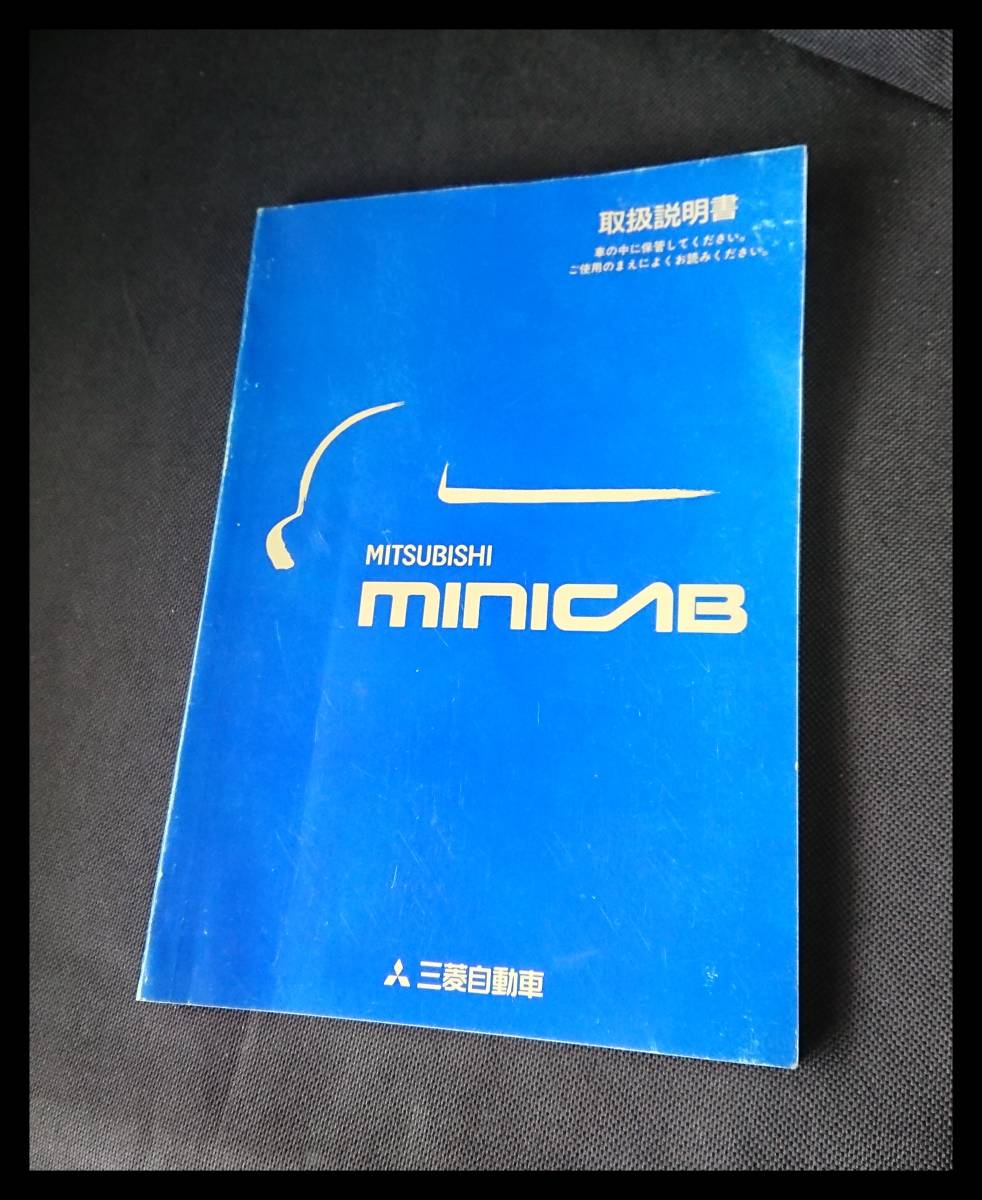 取扱説明書
車の中に保管してください。
ご使用のまえによくお読みください。
MITSUBISHI
MINICAB
三菱自動車